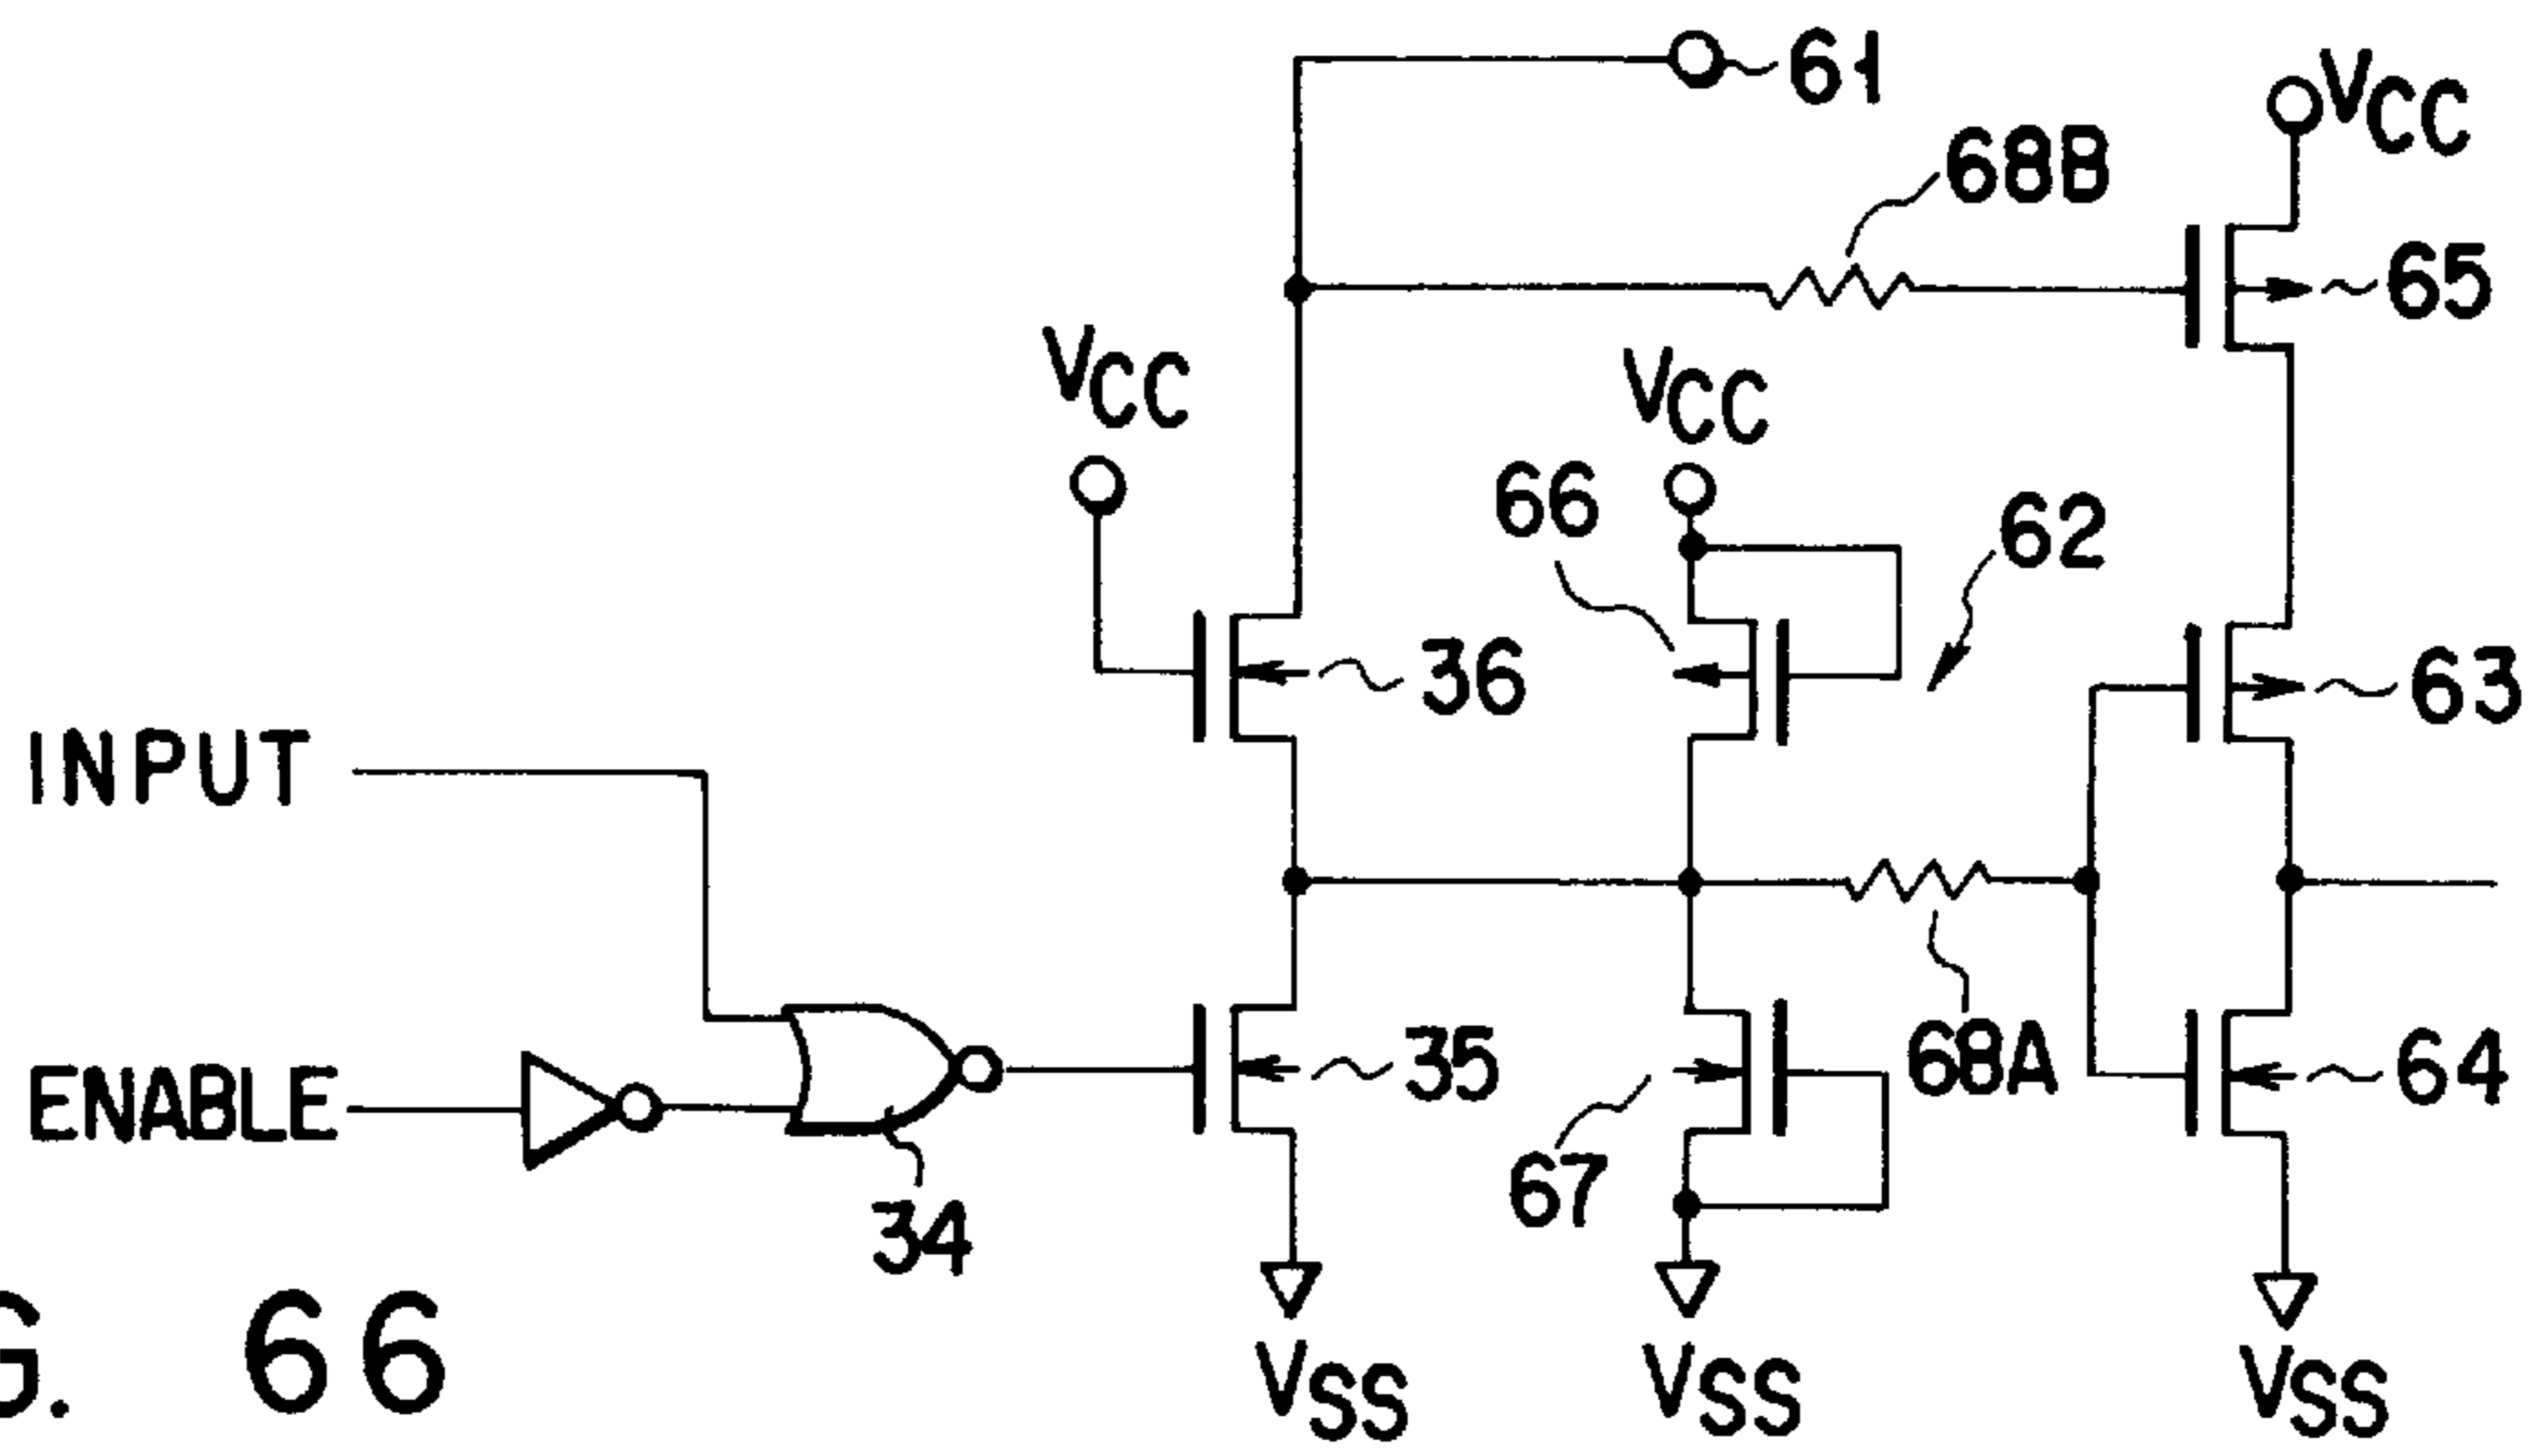 61
VCC
68B
65
VCC
VCC
66
62
36
63
INPUT
35
68A
64
ENABLE
67
34
G. 66
VSS
VSS
VSS